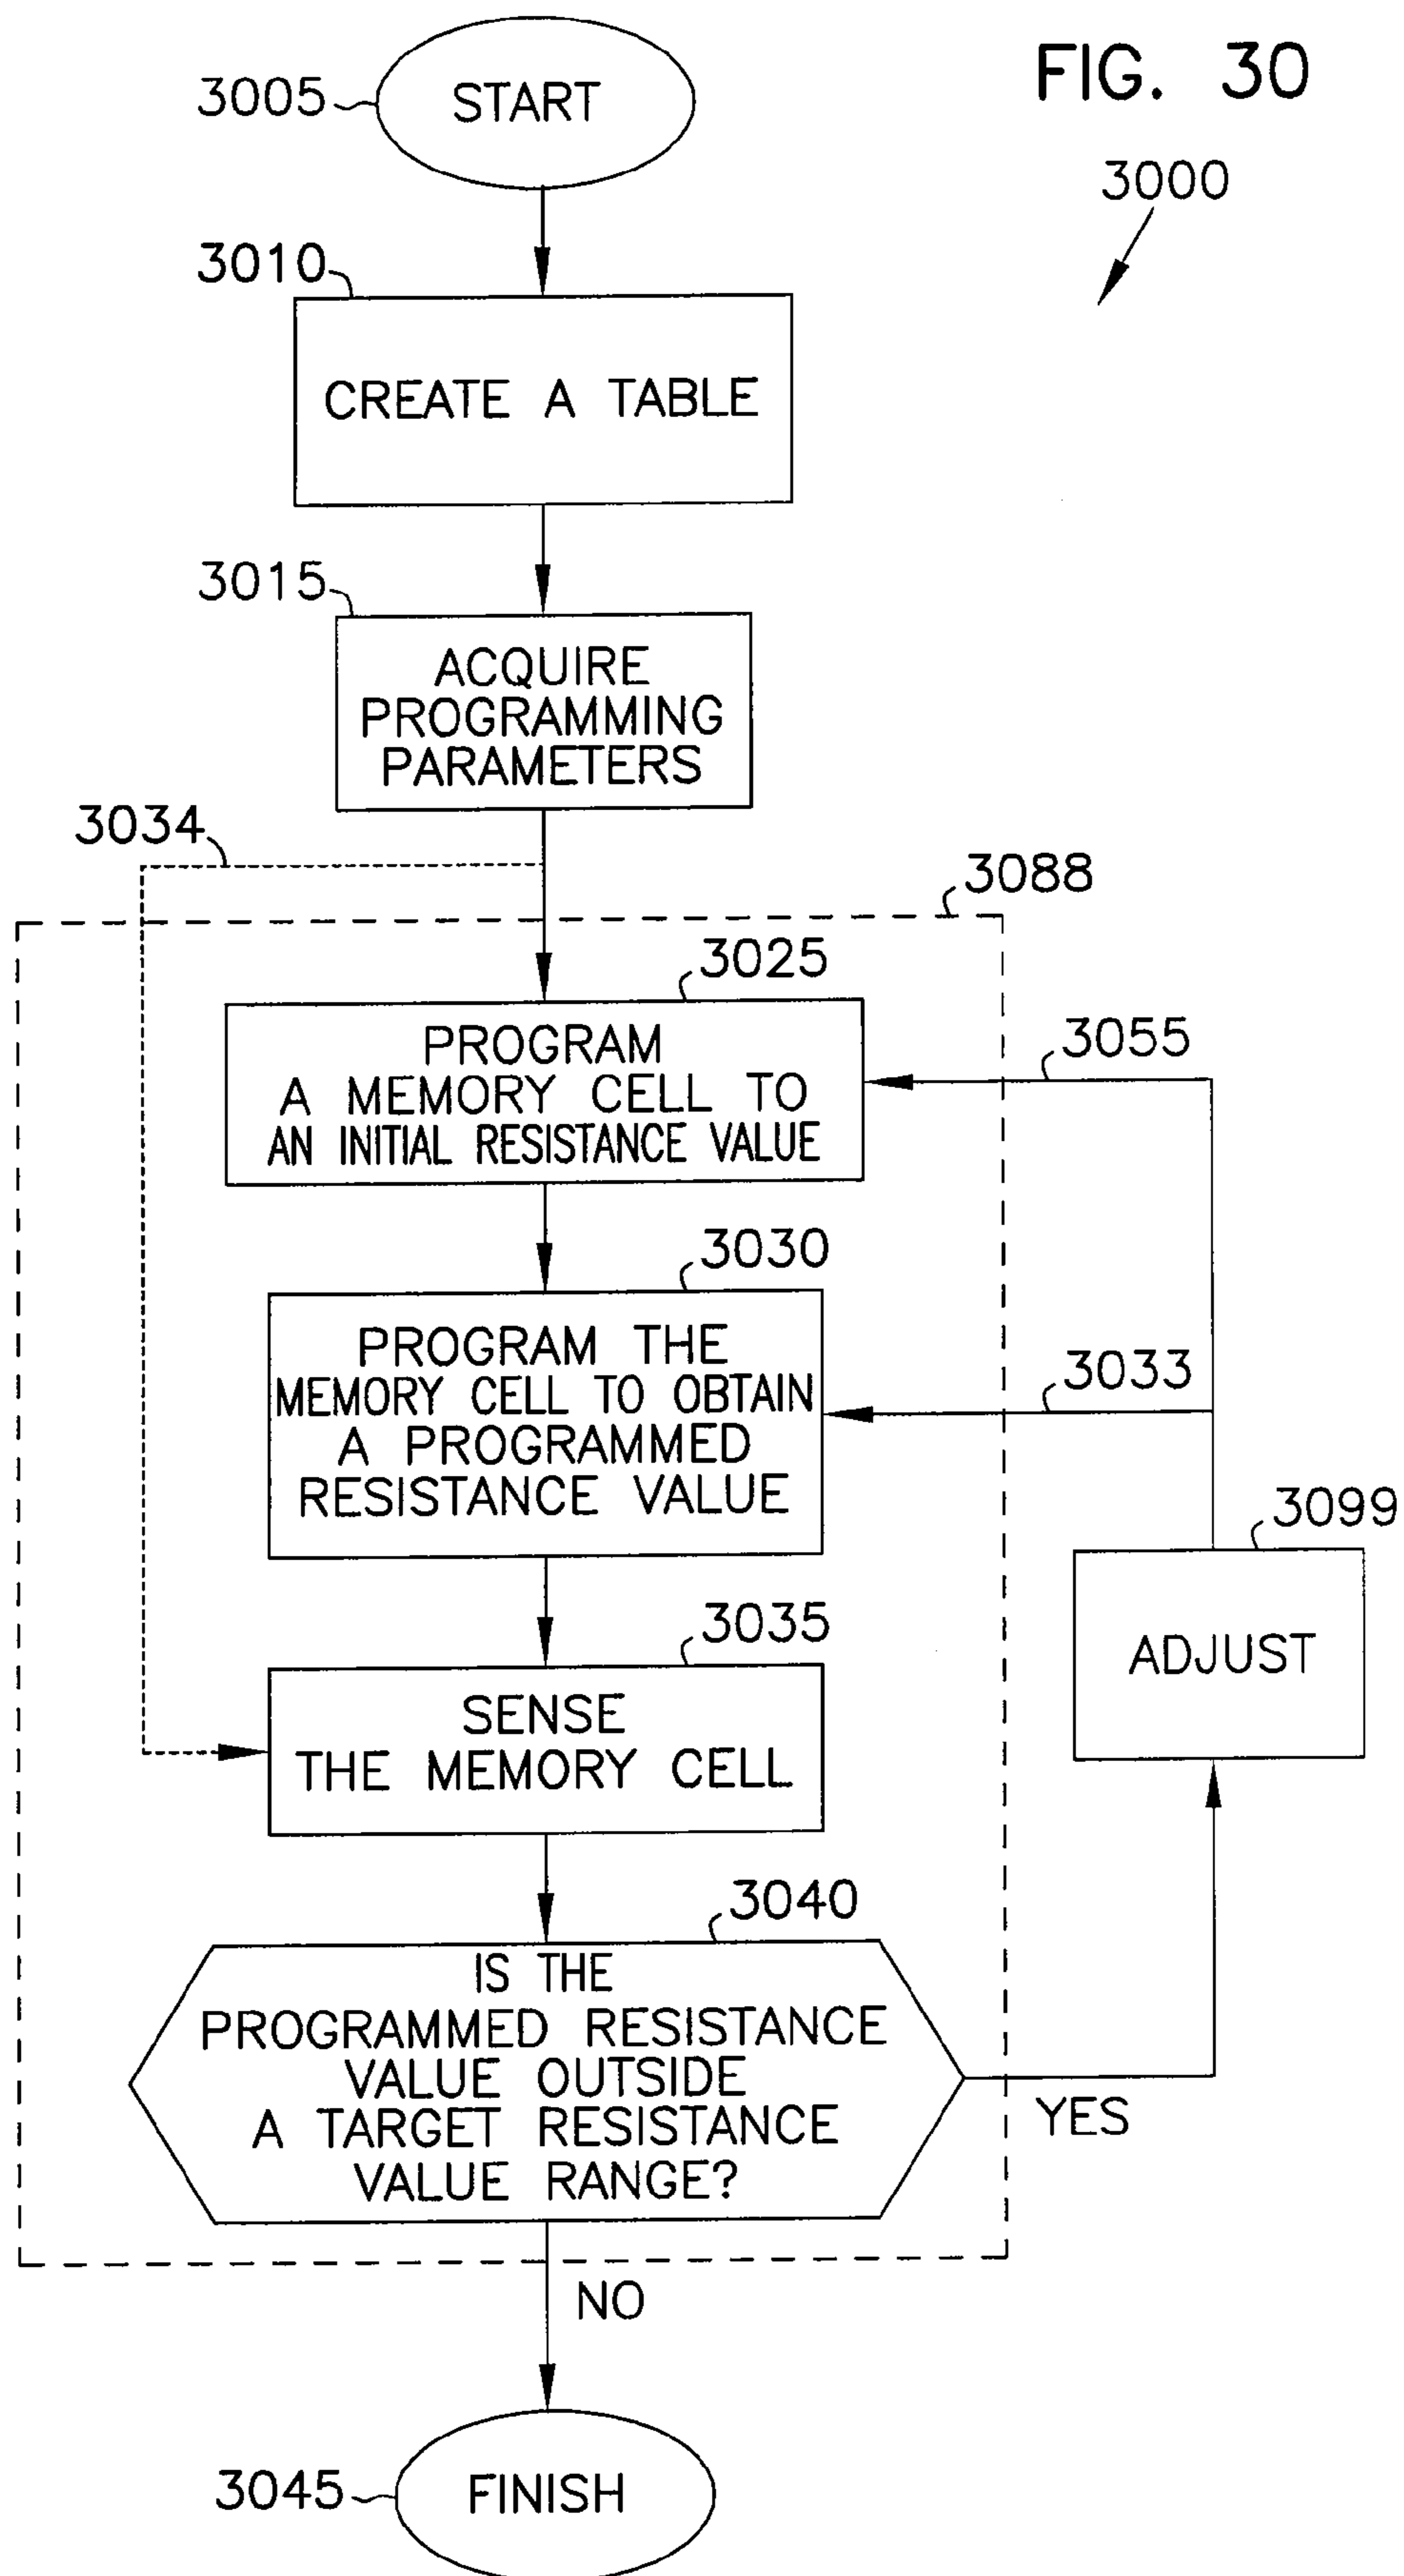 FIG. 30
3000
3005
START
3010
CREATE A TABLE
3015
ACQUIRE
PROGRAMMING
PARAMETERS
3034
3088
3025
PROGRAM
A MEMORY CELL TO
AN INITIAL RESISTANCE VALUE
3055
3030
PROGRAM THE
MEMORY CELL TO OBTAIN
A PROGRAMMED
RESISTANCE VALUE
3033
3099
ADJUST
3035
SENSE
THE MEMORY CELL
3040
IS THE
PROGRAMMED RESISTANCE
VALUE OUTSIDE
A TARGET RESISTANCE
VALUE RANGE?
YES
NO
3045
FINISH